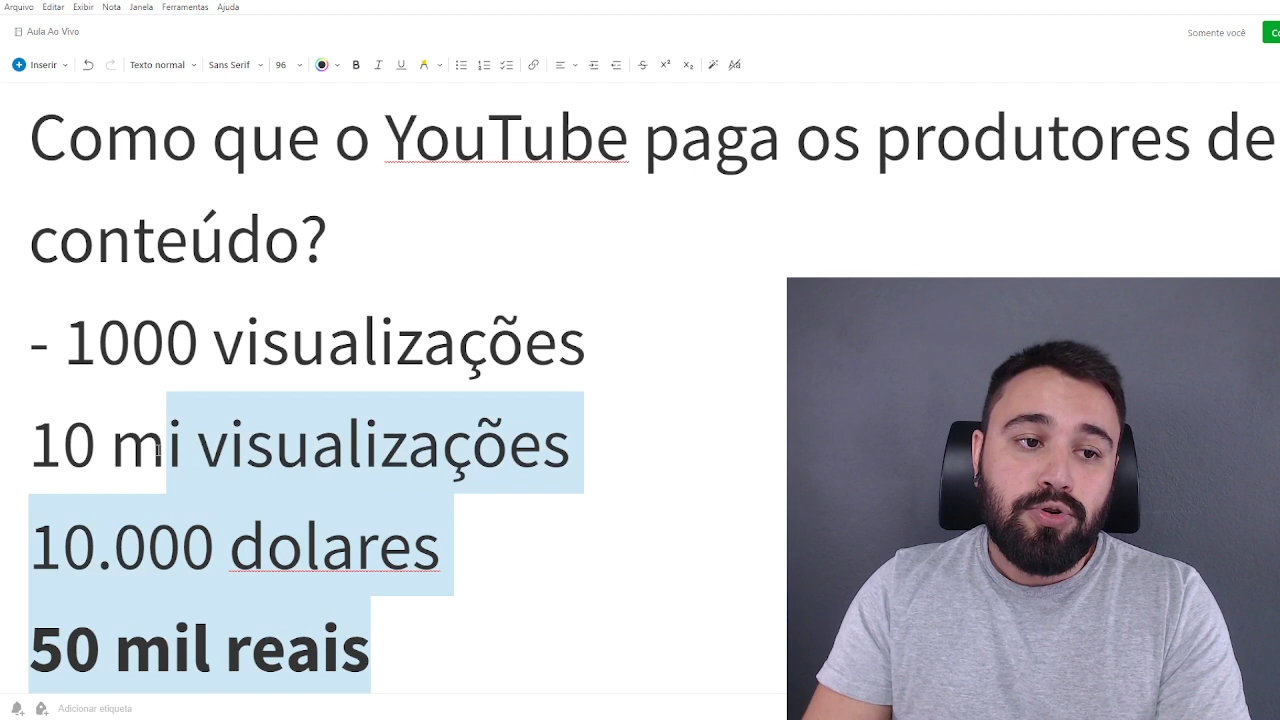 Arquivo Editar Exibir Nota Janela Ferramentas Ajuda
Aula Ao Vivo
Somente você
Inserir Texto normal Sans Serif 96 B I U
Como que o YouTube paga os produtores de
conteúdo?
- 1000 visualizações
10 mi visualizações
10.000 dolares
50 mil reais
Adicionar etiqueta